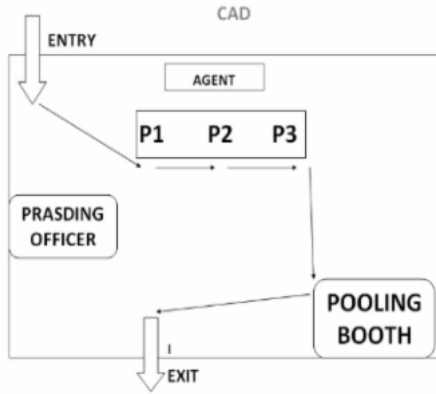 CAD
ENTRY
AGENT
P1 P2 P3
PRASDING
OFFICER
POOLING
BOOTH
I
EXIT